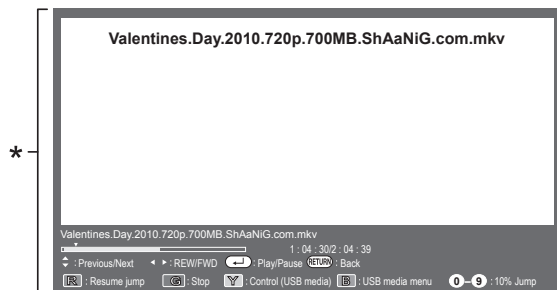 Valentines.Day.2010.720p.700MB.ShAaNiG.com.mkv
*
Valentines.Day.2010.720p.700MB.ShAaNiG.com.mkv
1 : 04 : 30/2 : 04 : 39
: Previous/Next : REW/FWD : Play/Pause RETURN : Back
R : Resume jump G : Stop Y : Control (USB media) B : USB media menu 0 – 9 : 10% Jump